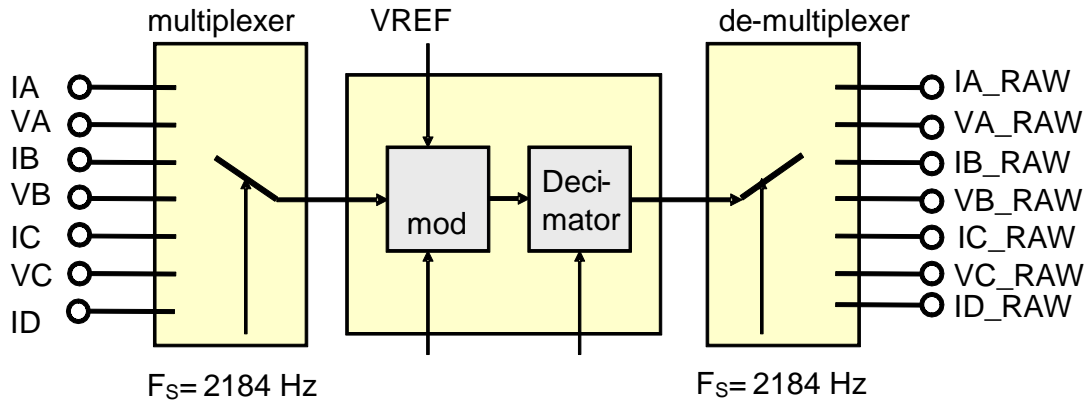 multiplexer
VREF
de-multiplexer
IA
VA
IB
VB
IC
VC
ID
mod
Deci-
mator
IA_RAW
VA_RAW
IB_RAW
VB_RAW
IC_RAW
VC_RAW
ID_RAW
FS= 2184 Hz
FS= 2184 Hz